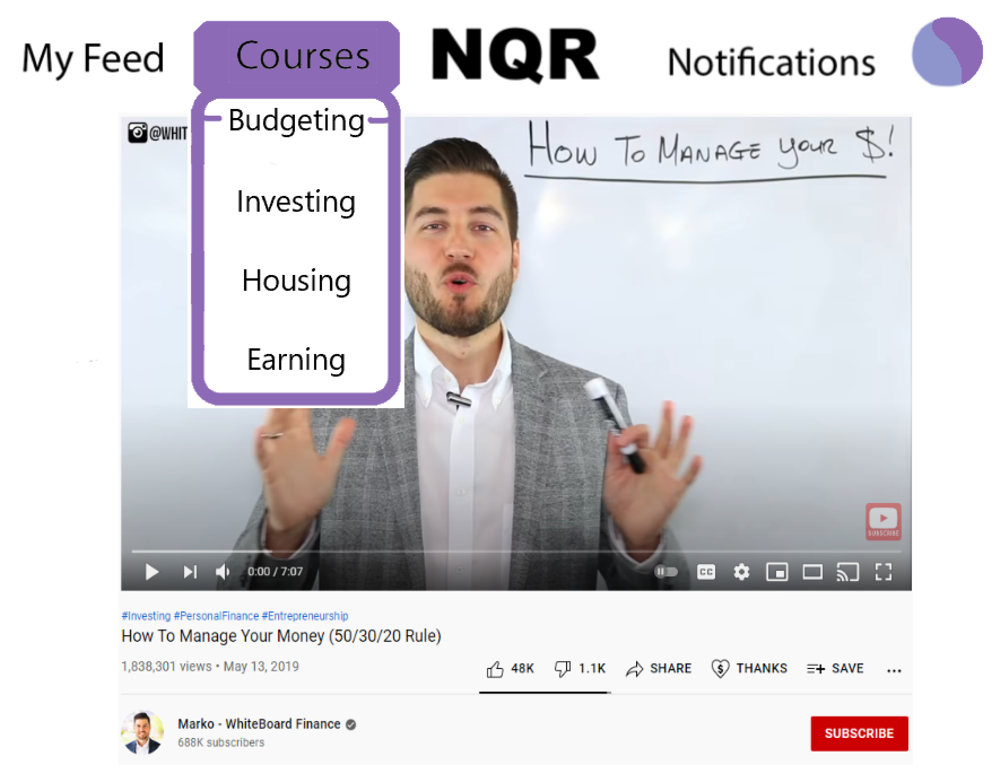 My Feed
Courses
NQR
Notifications
Budgeting
Investing
Housing
Earning
@WHIT
HOW TO MANAGE YOUR $!
SUBSCRIBE
0:00 / 7:07
CC
#Investing #PersonalFinance #Entrepreneurship
How To Manage Your Money (50/30/20 Rule)
1,838,301 views • May 13, 2019
48K 1.1K SHARE THANKS SAVE ...
Marko - WhiteBoard Finance
688K subscribers
SUBSCRIBE